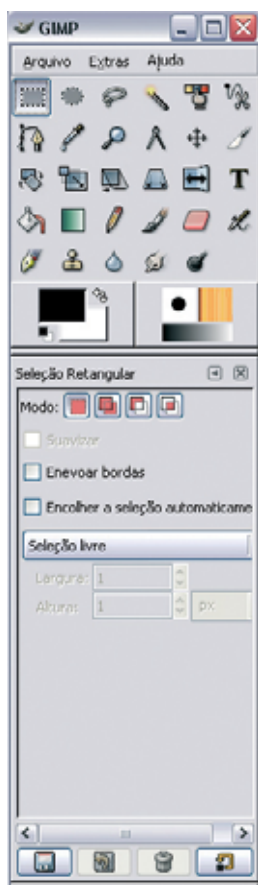 GIMP
Arquivo Extras Ajuda
T
Seleção Retangular
Modo:
Suavizar
Enevoar bordas
Encolher a seleção automaticame
Seleção livre
Largura: 1
Altura: 1 px